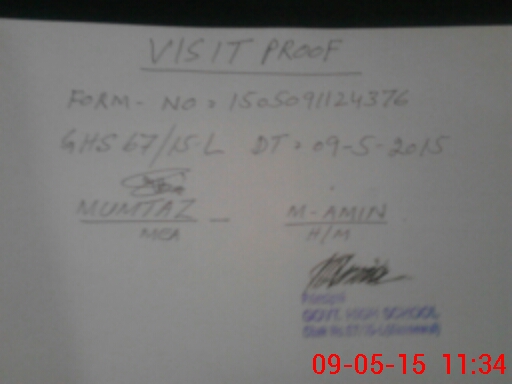 VISIT PROOF
FORM- NO: 1505091124376
GHS 67/15-L DT: 09-5-2015
MUMTAZ — M-AMIN
MEA H/M
Principal
GOVT. HIGH SCHOOL
09-05-15 11:34